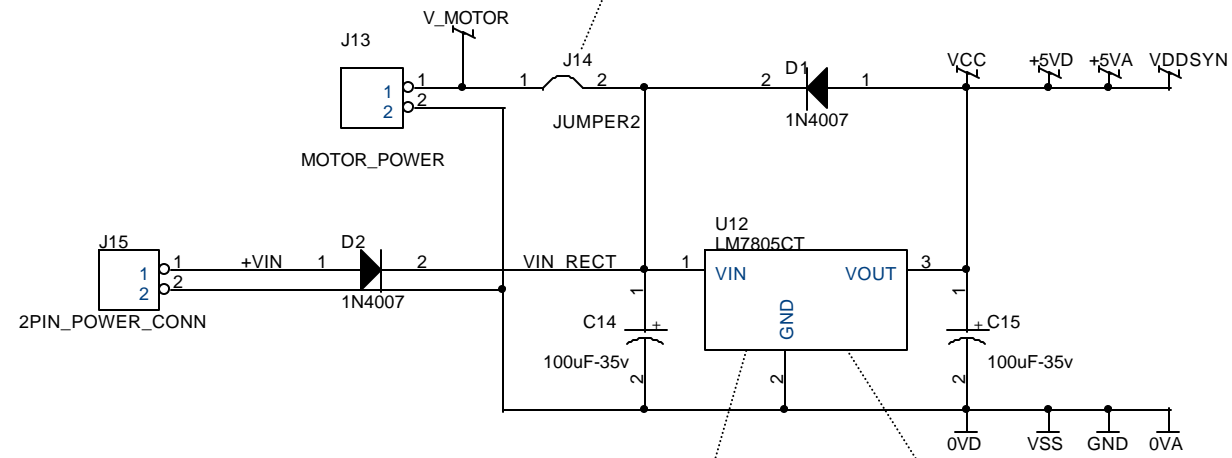 V_MOTOR
J13
1
1
2
2
MOTOR_POWER
1
J14
2
JUMPER2
2
D1
1
1N4007
VCC
+5VD
+5VA
VDDSYN
J15
1
1
2
2
2PIN_POWER_CONN
+VIN
1
D2
2
1N4007
VIN_RECT
U12
LM7805CT
1
VIN
VOUT
3
GND
2
1
C14
+
100uF-35v
2
1
+
C15
100uF-35v
2
0VD
VSS
GND
0VA